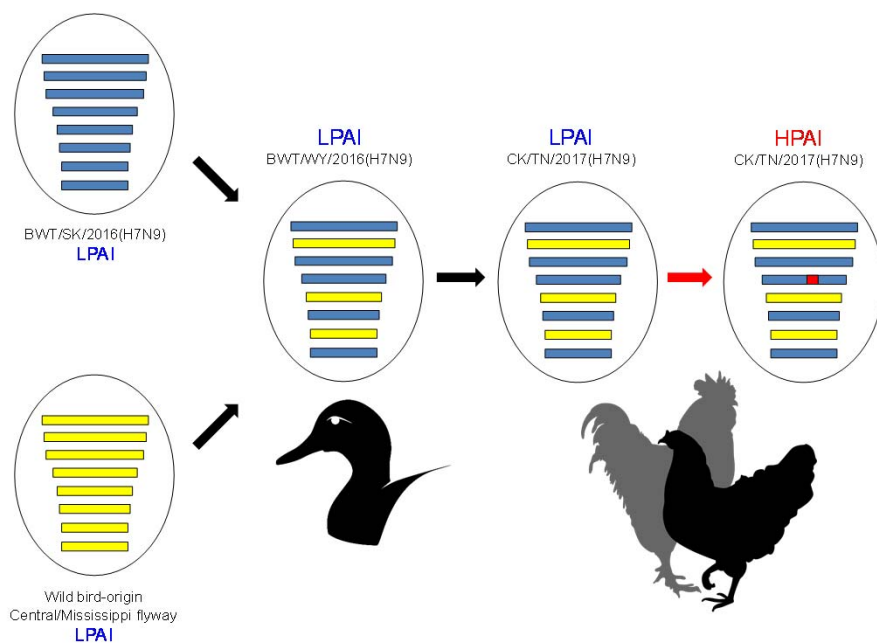 BWT/SK/2016(H7N9)
LPAI
Wild bird-origin
Central/Mississippi flyway
LPAI
LPAI
BWT/WY/2016(H7N9)
LPAI
CK/TN/2017(H7N9)
HPAI
CK/TN/2017(H7N9)